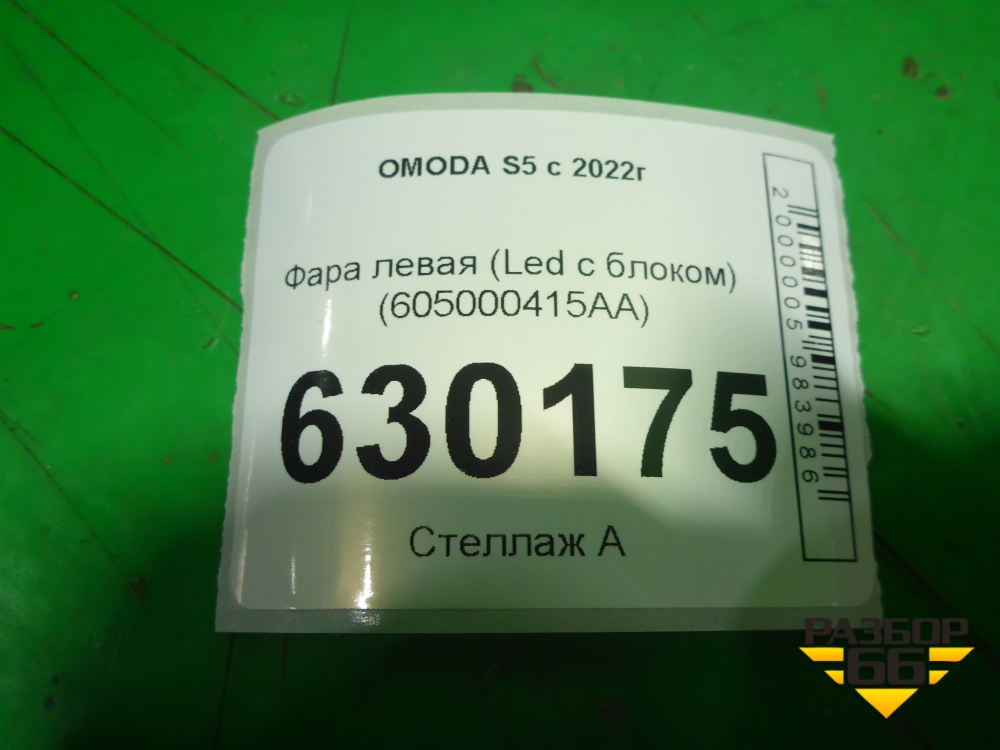 OMODA S5 с 2022г
Фара левая (Led с блоком)
(605000415AA)
630175
Стеллаж А
2000005983986
РАЗБОР
66